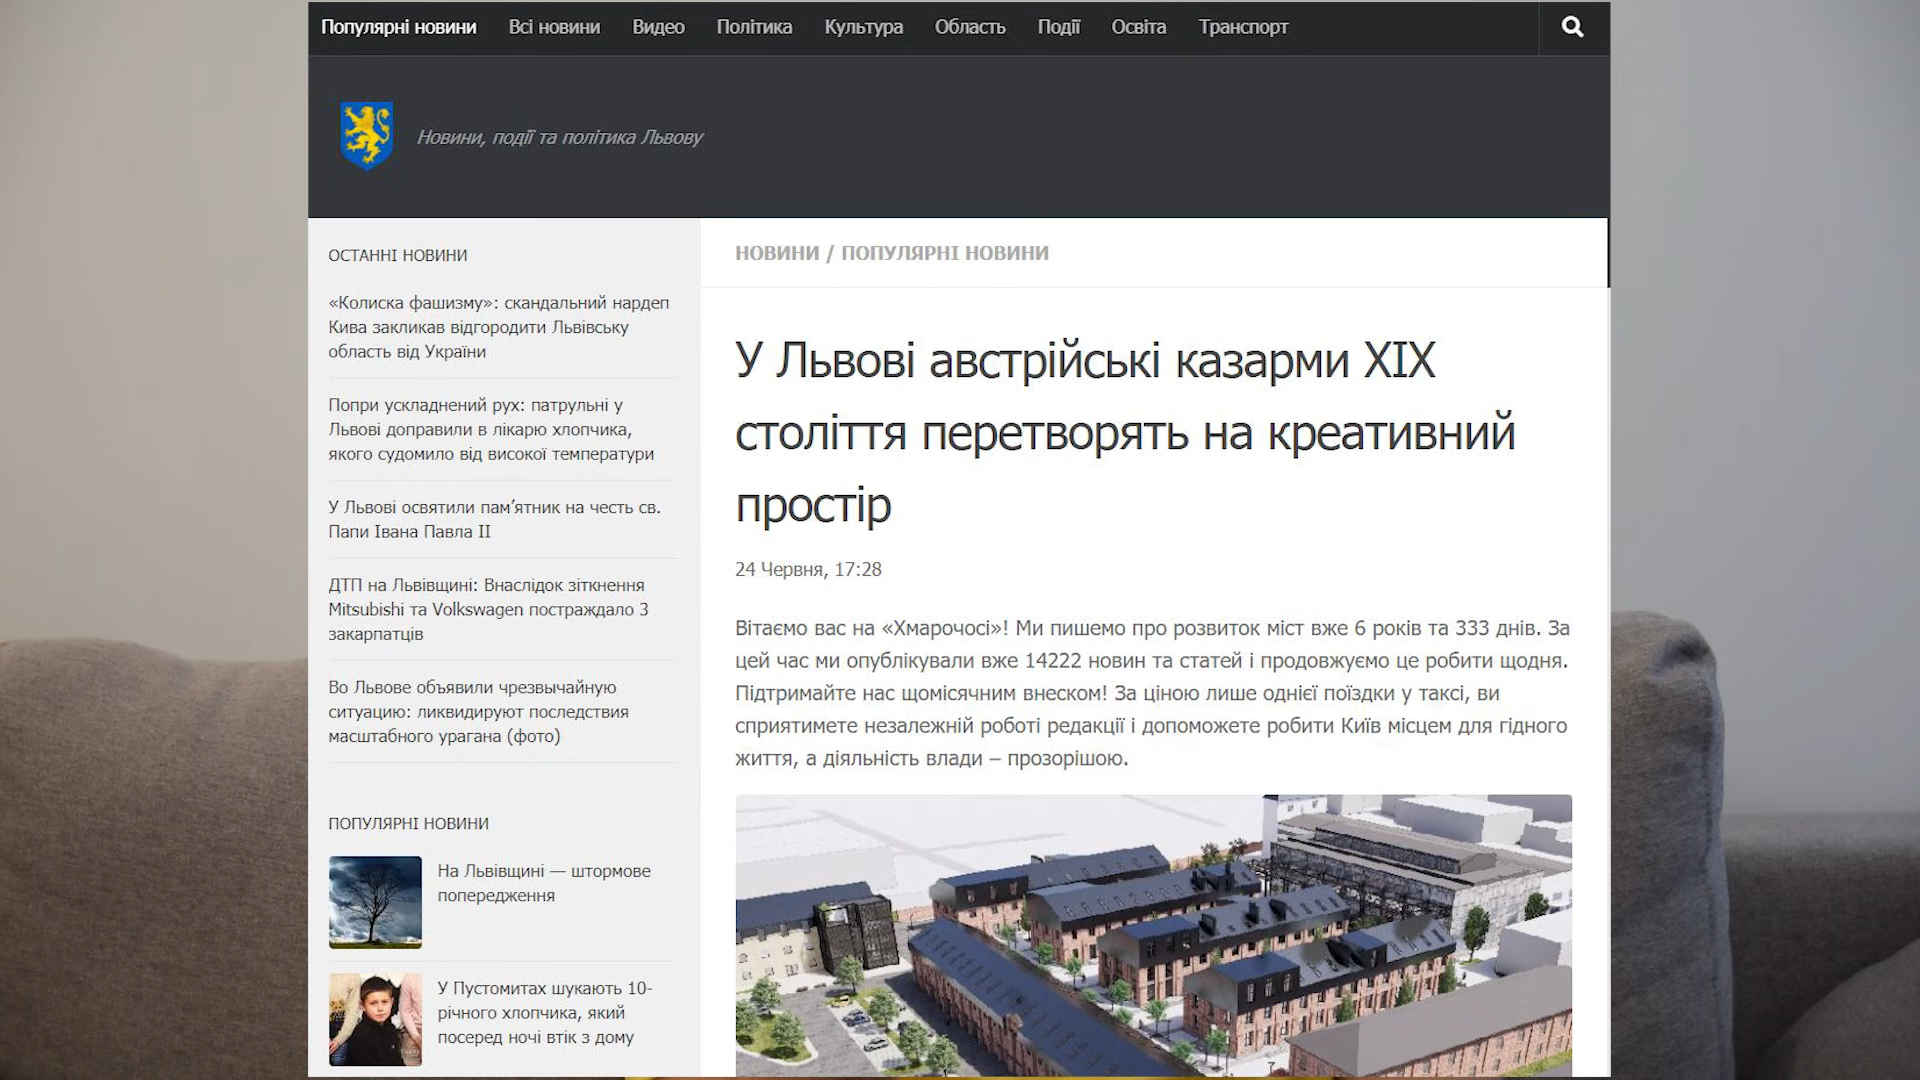 Популярні новини Всі новини Видео Політика Культура Область Події Освіта Транспорт
Новини, події та політика Львову
ОСТАННІ НОВИНИ
«Колиска фашизму»: скандальний нардеп
Кива закликав відгородити Львівську
область від України
Попри ускладнений рух: патрульні у
Львові доправили в лікарю хлопчика,
якого судомило від високої температури
У Львові освятили пам’ятник на честь св.
Папи Івана Павла ІІ
ДТП на Львівщині: Внаслідок зіткнення
Mitsubishi та Volkswagen постраждало 3
закарпатців
Во Львове объявили чрезвычайную
ситуацию: ликвидируют последствия
масштабного урагана (фото)
ПОПУЛЯРНІ НОВИНИ
На Львівщині — штормове
попередження
У Пустомитах шукають 10-
річного хлопчика, який
посеред ночі втік з дому
НОВИНИ / ПОПУЛЯРНІ НОВИНИ
У Львові австрійські казарми XIX
століття перетворять на креативний
простір
24 Червня, 17:28
Вітаємо вас на «Хмарочосі»! Ми пишемо про розвиток міст вже 6 років та 333 днів. За
цей час ми опублікували вже 14222 новин та статей і продовжуємо це робити щодня.
Підтримайте нас щомісячним внеском! За ціною лише однієї поїздки у таксі, ви
сприятимете незалежній роботі редакції і допоможете робити Київ місцем для гідного
життя, а діяльність влади – прозорішою.